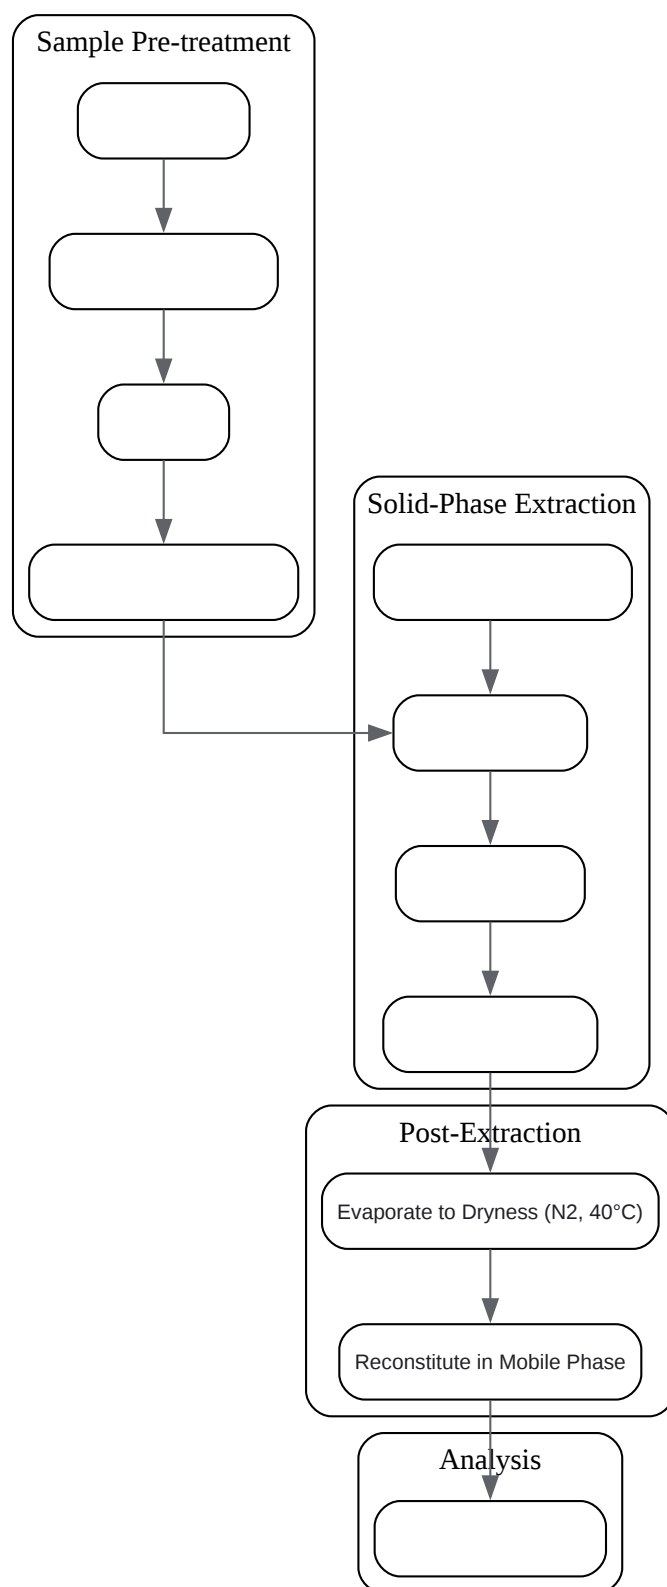 Sample Pre-treatment
Solid-Phase Extraction
Post-Extraction
Evaporate to Dryness (N2, 40°C)
Reconstitute in Mobile Phase
Analysis